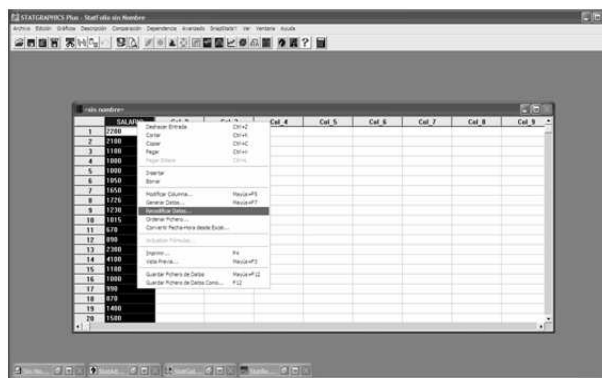 STATGRAPHICS Plus - StatFolio sin Nombre
Archivo Edición Gráficos Descripción Comparación Dependencia Avanzado SnapStats!! Ver Ventana Ayuda
<sin nombre>
SALARIO Col_4 Col_5 Col_6 Col_7 Col_8 Col_9
1 2200
2 2100
3 1100
4 1000
5 1000
6 1050
7 1650
8 1726
9 1230
10 1015
11 670
12 890
13 2300
14 4100
15 1100
16 1000
17 990
18 870
19 1400
20 1500
Deshacer Entrada Ctrl+Z
Cortar Ctrl+X
Copiar Ctrl+C
Pegar Ctrl+V
Pegar Enlace
Insertar
Borrar
Modificar Columna... Mayús+F5
Generar Datos... Mayús+F7
Recodificar Datos...
Ordenar Fichero...
Convertir Fecha-Hora desde Excel...
Actualizar Fórmulas...
Imprimir... F4
Vista Previa... Mayús+F3
Guardar Fichero de Datos Mayús+F12
Guardar Fichero de Datos Como... F12